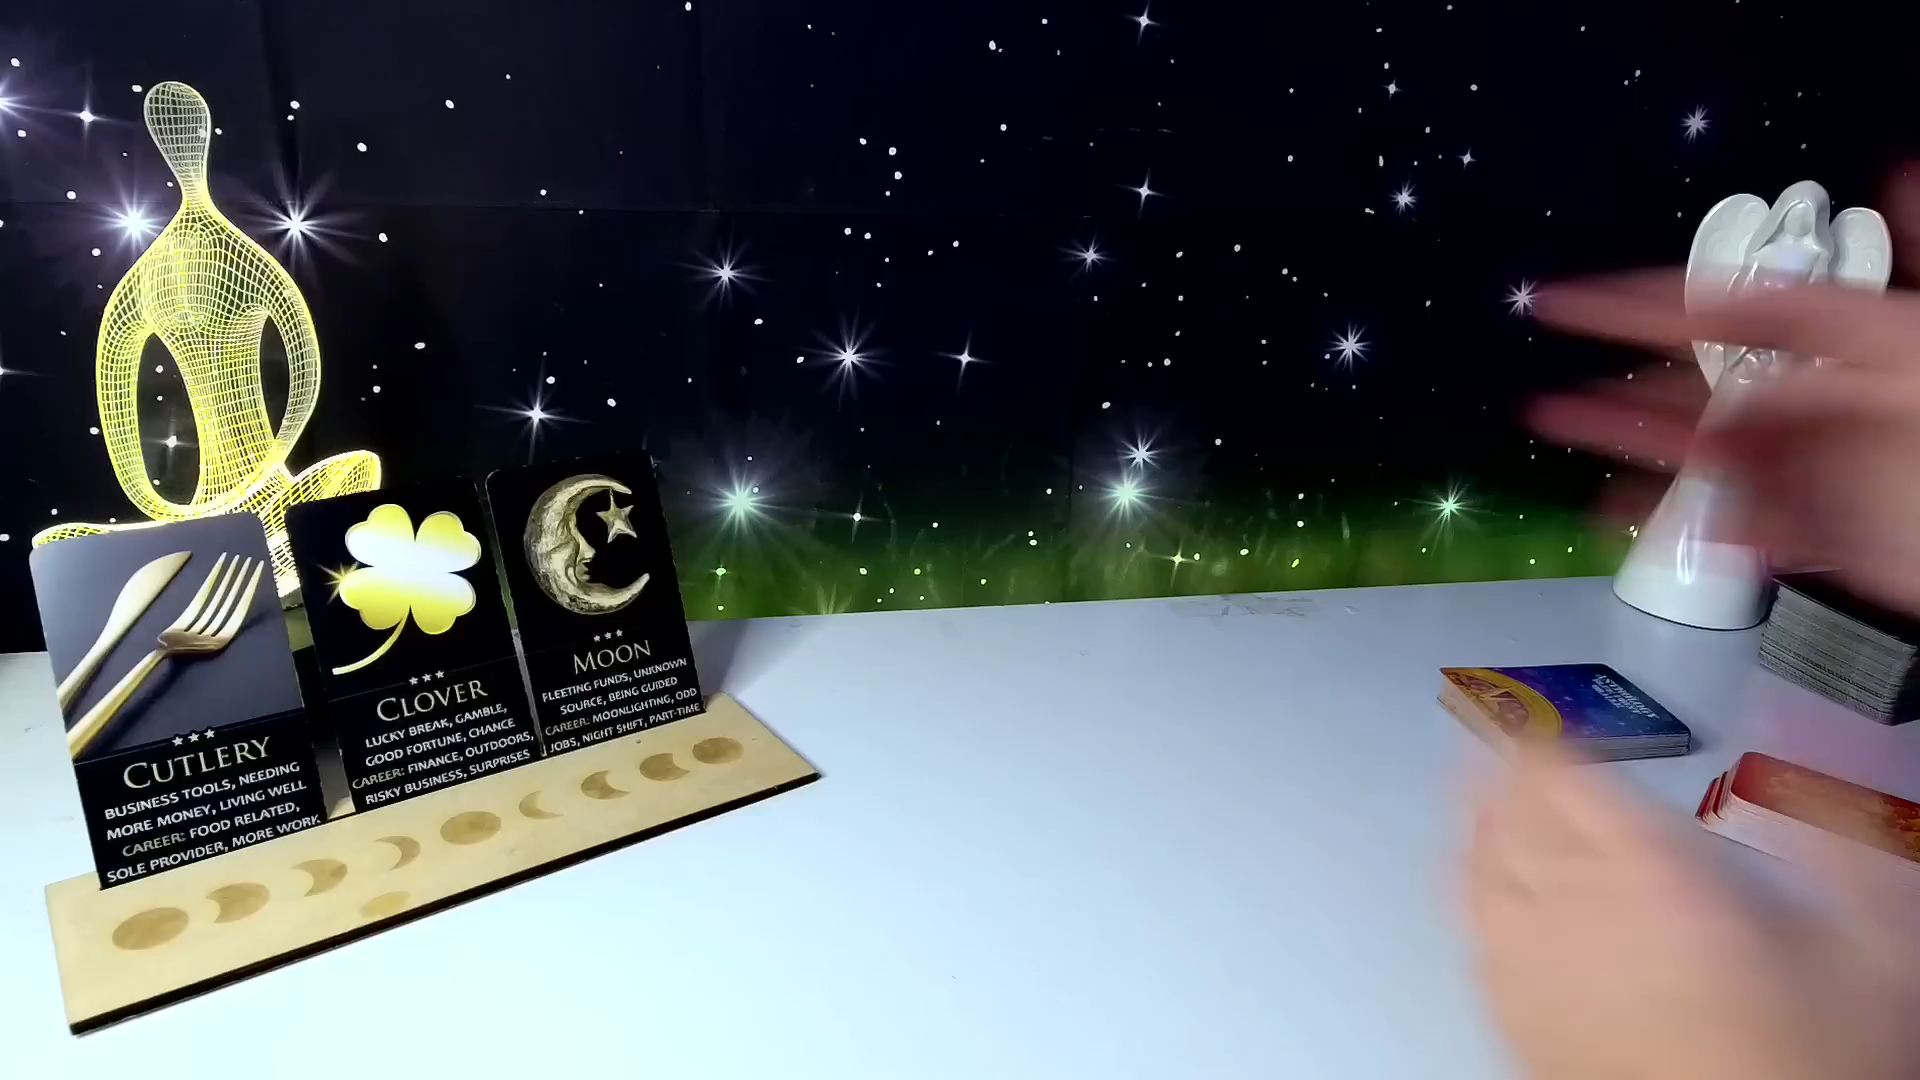 CUTLERY
BUSINESS TOOLS, NEEDING
MORE MONEY, LIVING WELL
CAREER: FOOD RELATED,
SOLE PROVIDER, MORE WORK
CLOVER
LUCKY BREAK, GAMBLE,
GOOD FORTUNE, CHANCE
CAREER: FINANCE, OUTDOORS,
RISKY BUSINESS, SURPRISES
MOON
FLEETING FUNDS, UNKNOWN
SOURCE, BEING GUIDED
CAREER: MOONLIGHTING, ODD
JOBS, NIGHT SHIFT, PART-TIME
ASTROLOGY